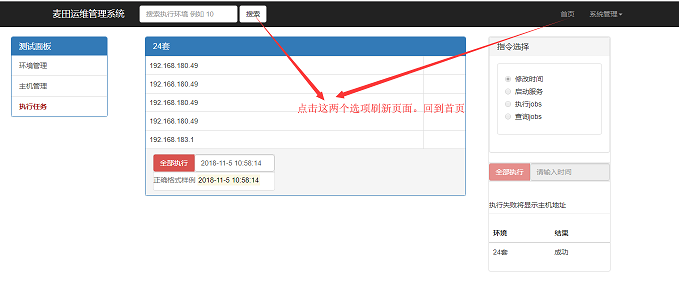 麦田运维管理系统
搜索执行环境 例如 10
搜索
首页
系统管理
测试面板
环境管理
主机管理
执行任务
24套
192.168.180.49
192.168.180.49
192.168.180.49
192.168.180.49
192.168.183.1
全部执行
2018-11-5 10:58:14
正确格式样例 2018-11-5 10:58:14
点击这两个选项刷新页面。回到首页
指令选择
修改时间
启动服务
执行jobs
查询jobs
全部执行
请输入时间
执行失败将显示主机地址
环境 结果
24套 成功